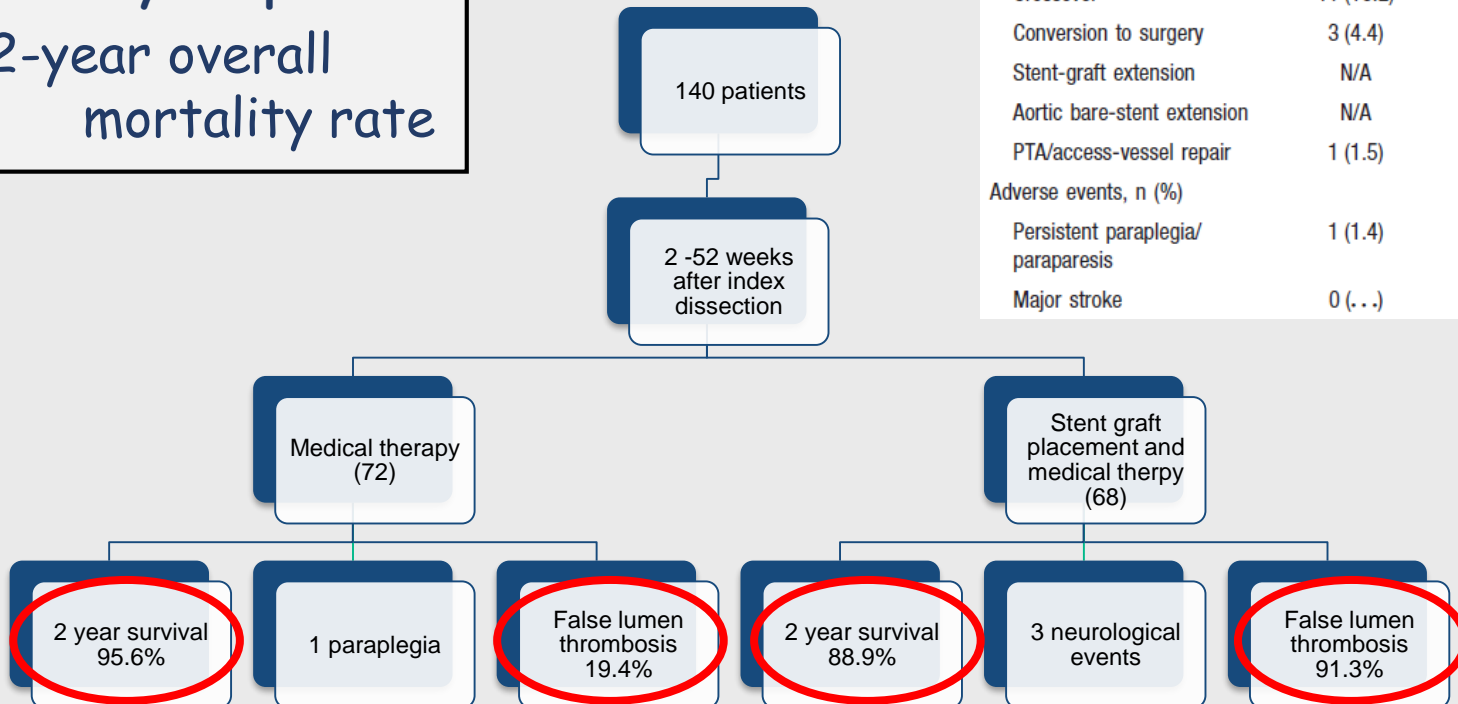 2-year overall
mortality rate
140 patients
Conversion to surgery 3 (4.4)
Stent-graft extension N/A
Aortic bare-stent extension N/A
PTA/access-vessel repair 1 (1.5)
Adverse events, n (%)
Persistent paraplegia/ 1 (1.4)
paraparesis
Major stroke 0 (. . .)
2 -52 weeks
after index
dissection
Medical therapy
(72)
Stent graft
placement and
medical therpy
(68)
2 year survival
95.6%
1 paraplegia
False lumen
thrombosis
19.4%
2 year survival
88.9%
3 neurological
events
False lumen
thrombosis
91.3%